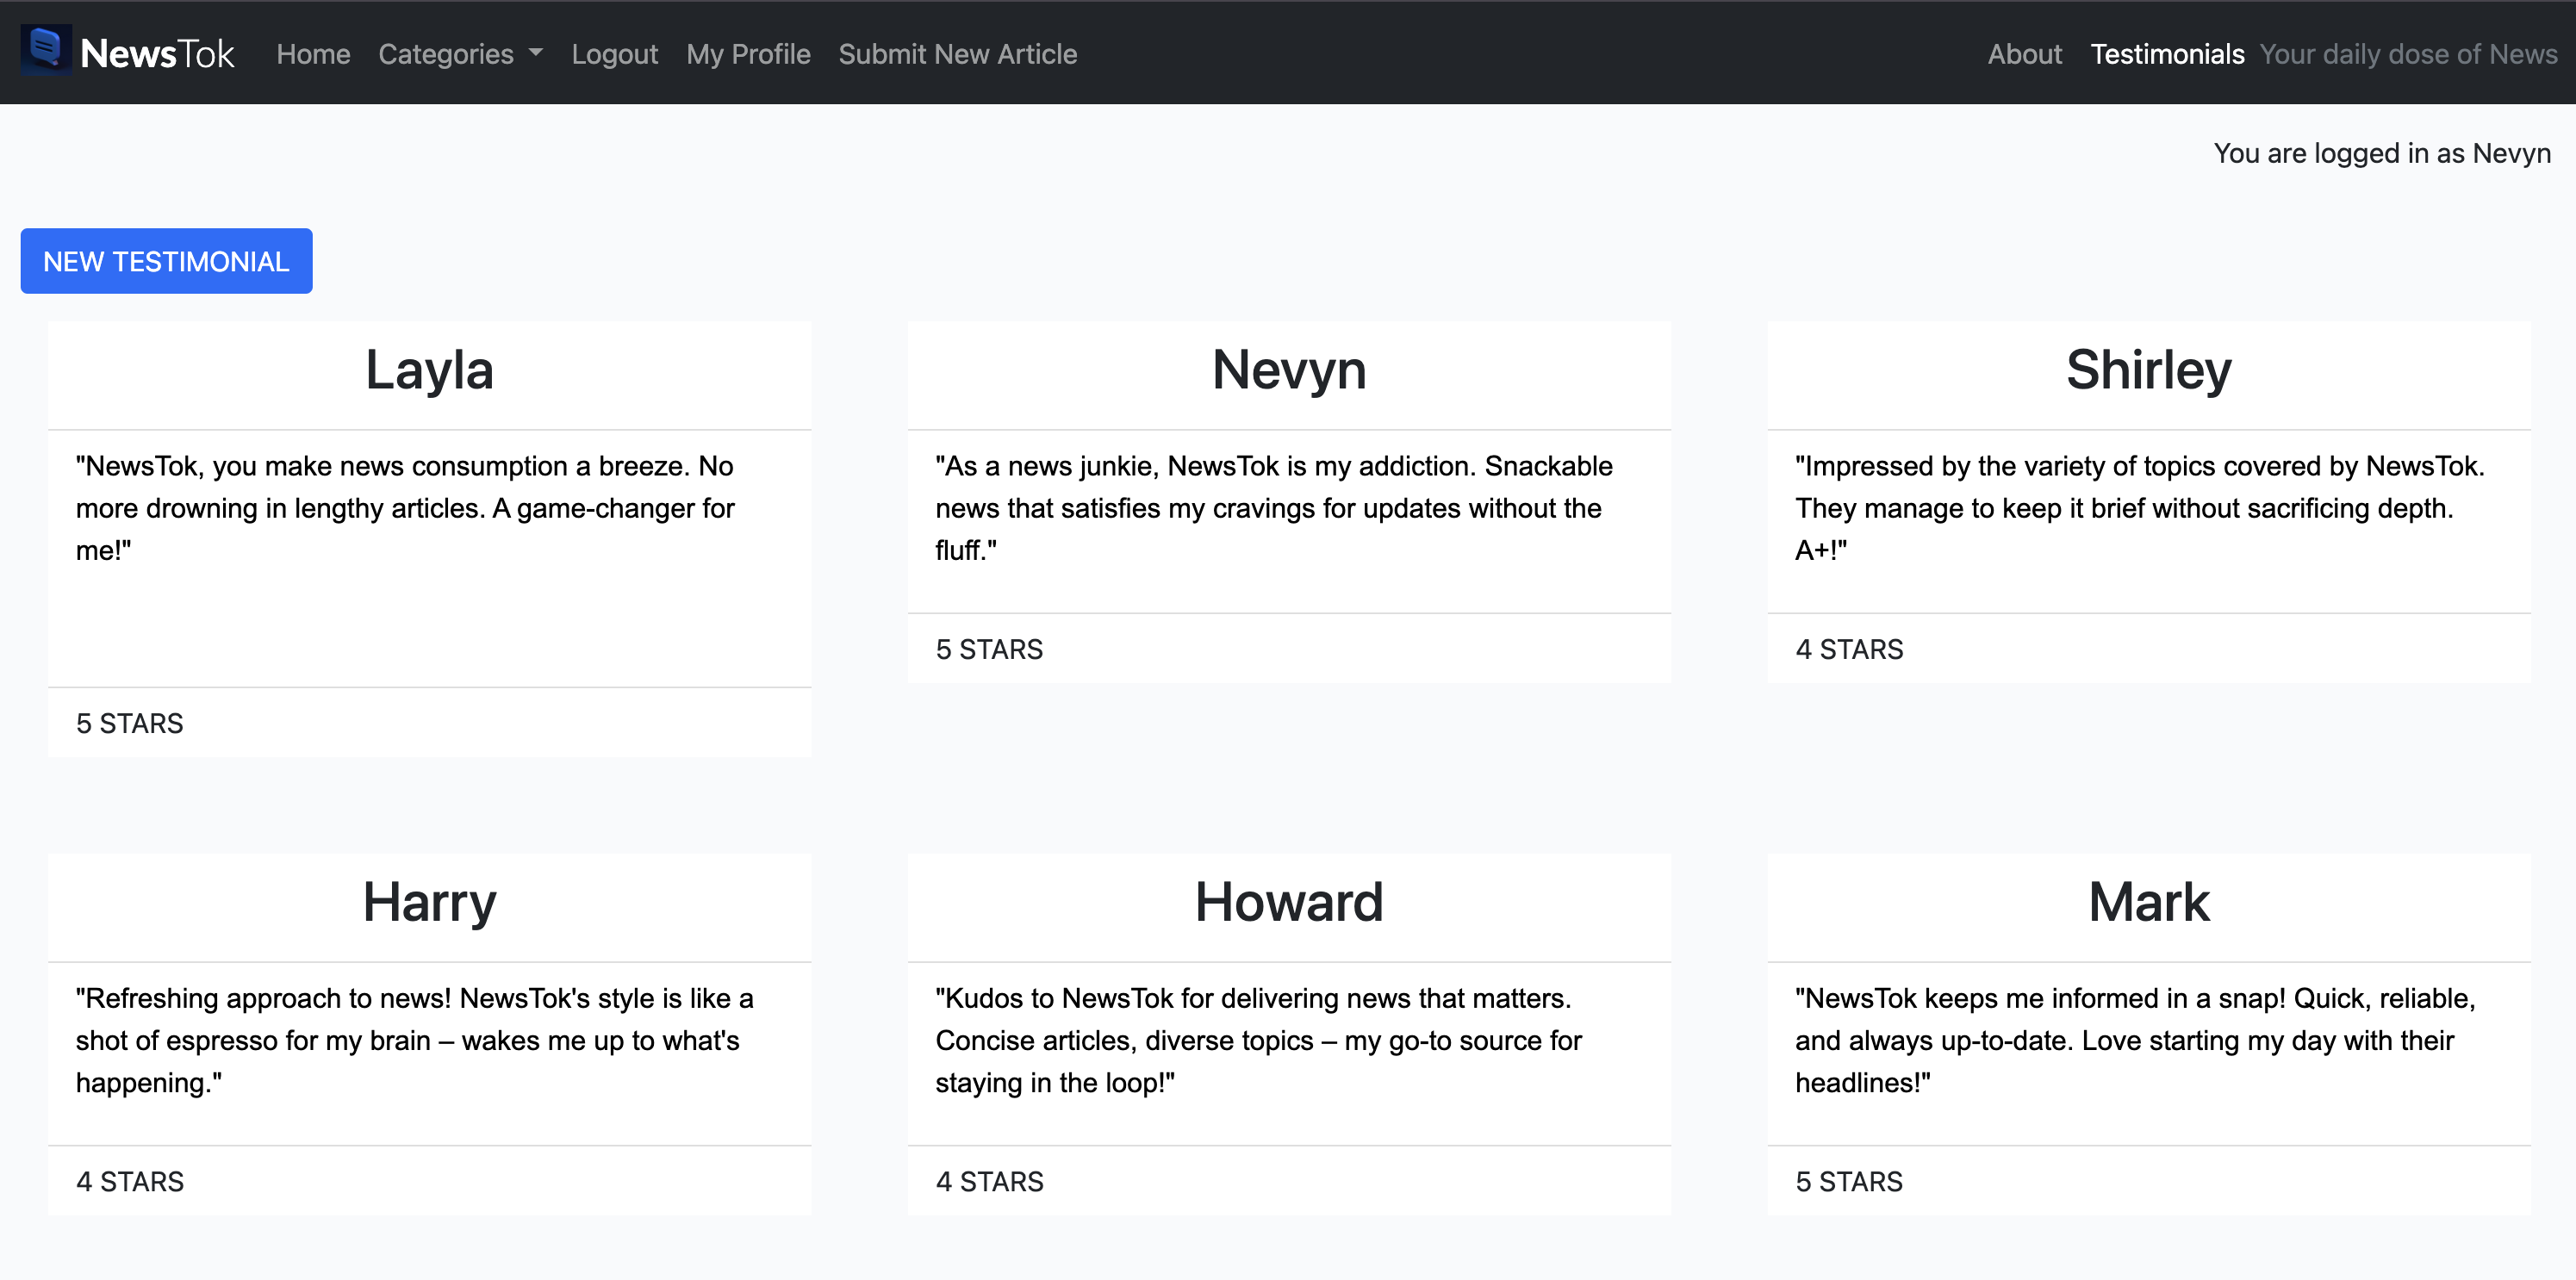 NewsTok Home Categories Logout My Profile Submit New Article About Testimonials Your daily dose of News
You are logged in as Nevyn
NEW TESTIMONIAL
Layla
"NewsTok, you make news consumption a breeze. No
more drowning in lengthy articles. A game-changer for
me!"
5 STARS
Nevyn
"As a news junkie, NewsTok is my addiction. Snackable
news that satisfies my cravings for updates without the
fluff."
5 STARS
Shirley
"Impressed by the variety of topics covered by NewsTok.
They manage to keep it brief without sacrificing depth.
A+!"
4 STARS
Harry
"Refreshing approach to news! NewsTok's style is like a
shot of espresso for my brain – wakes me up to what's
happening."
4 STARS
Howard
"Kudos to NewsTok for delivering news that matters.
Concise articles, diverse topics – my go-to source for
staying in the loop!"
4 STARS
Mark
"NewsTok keeps me informed in a snap! Quick, reliable,
and always up-to-date. Love starting my day with their
headlines!"
5 STARS